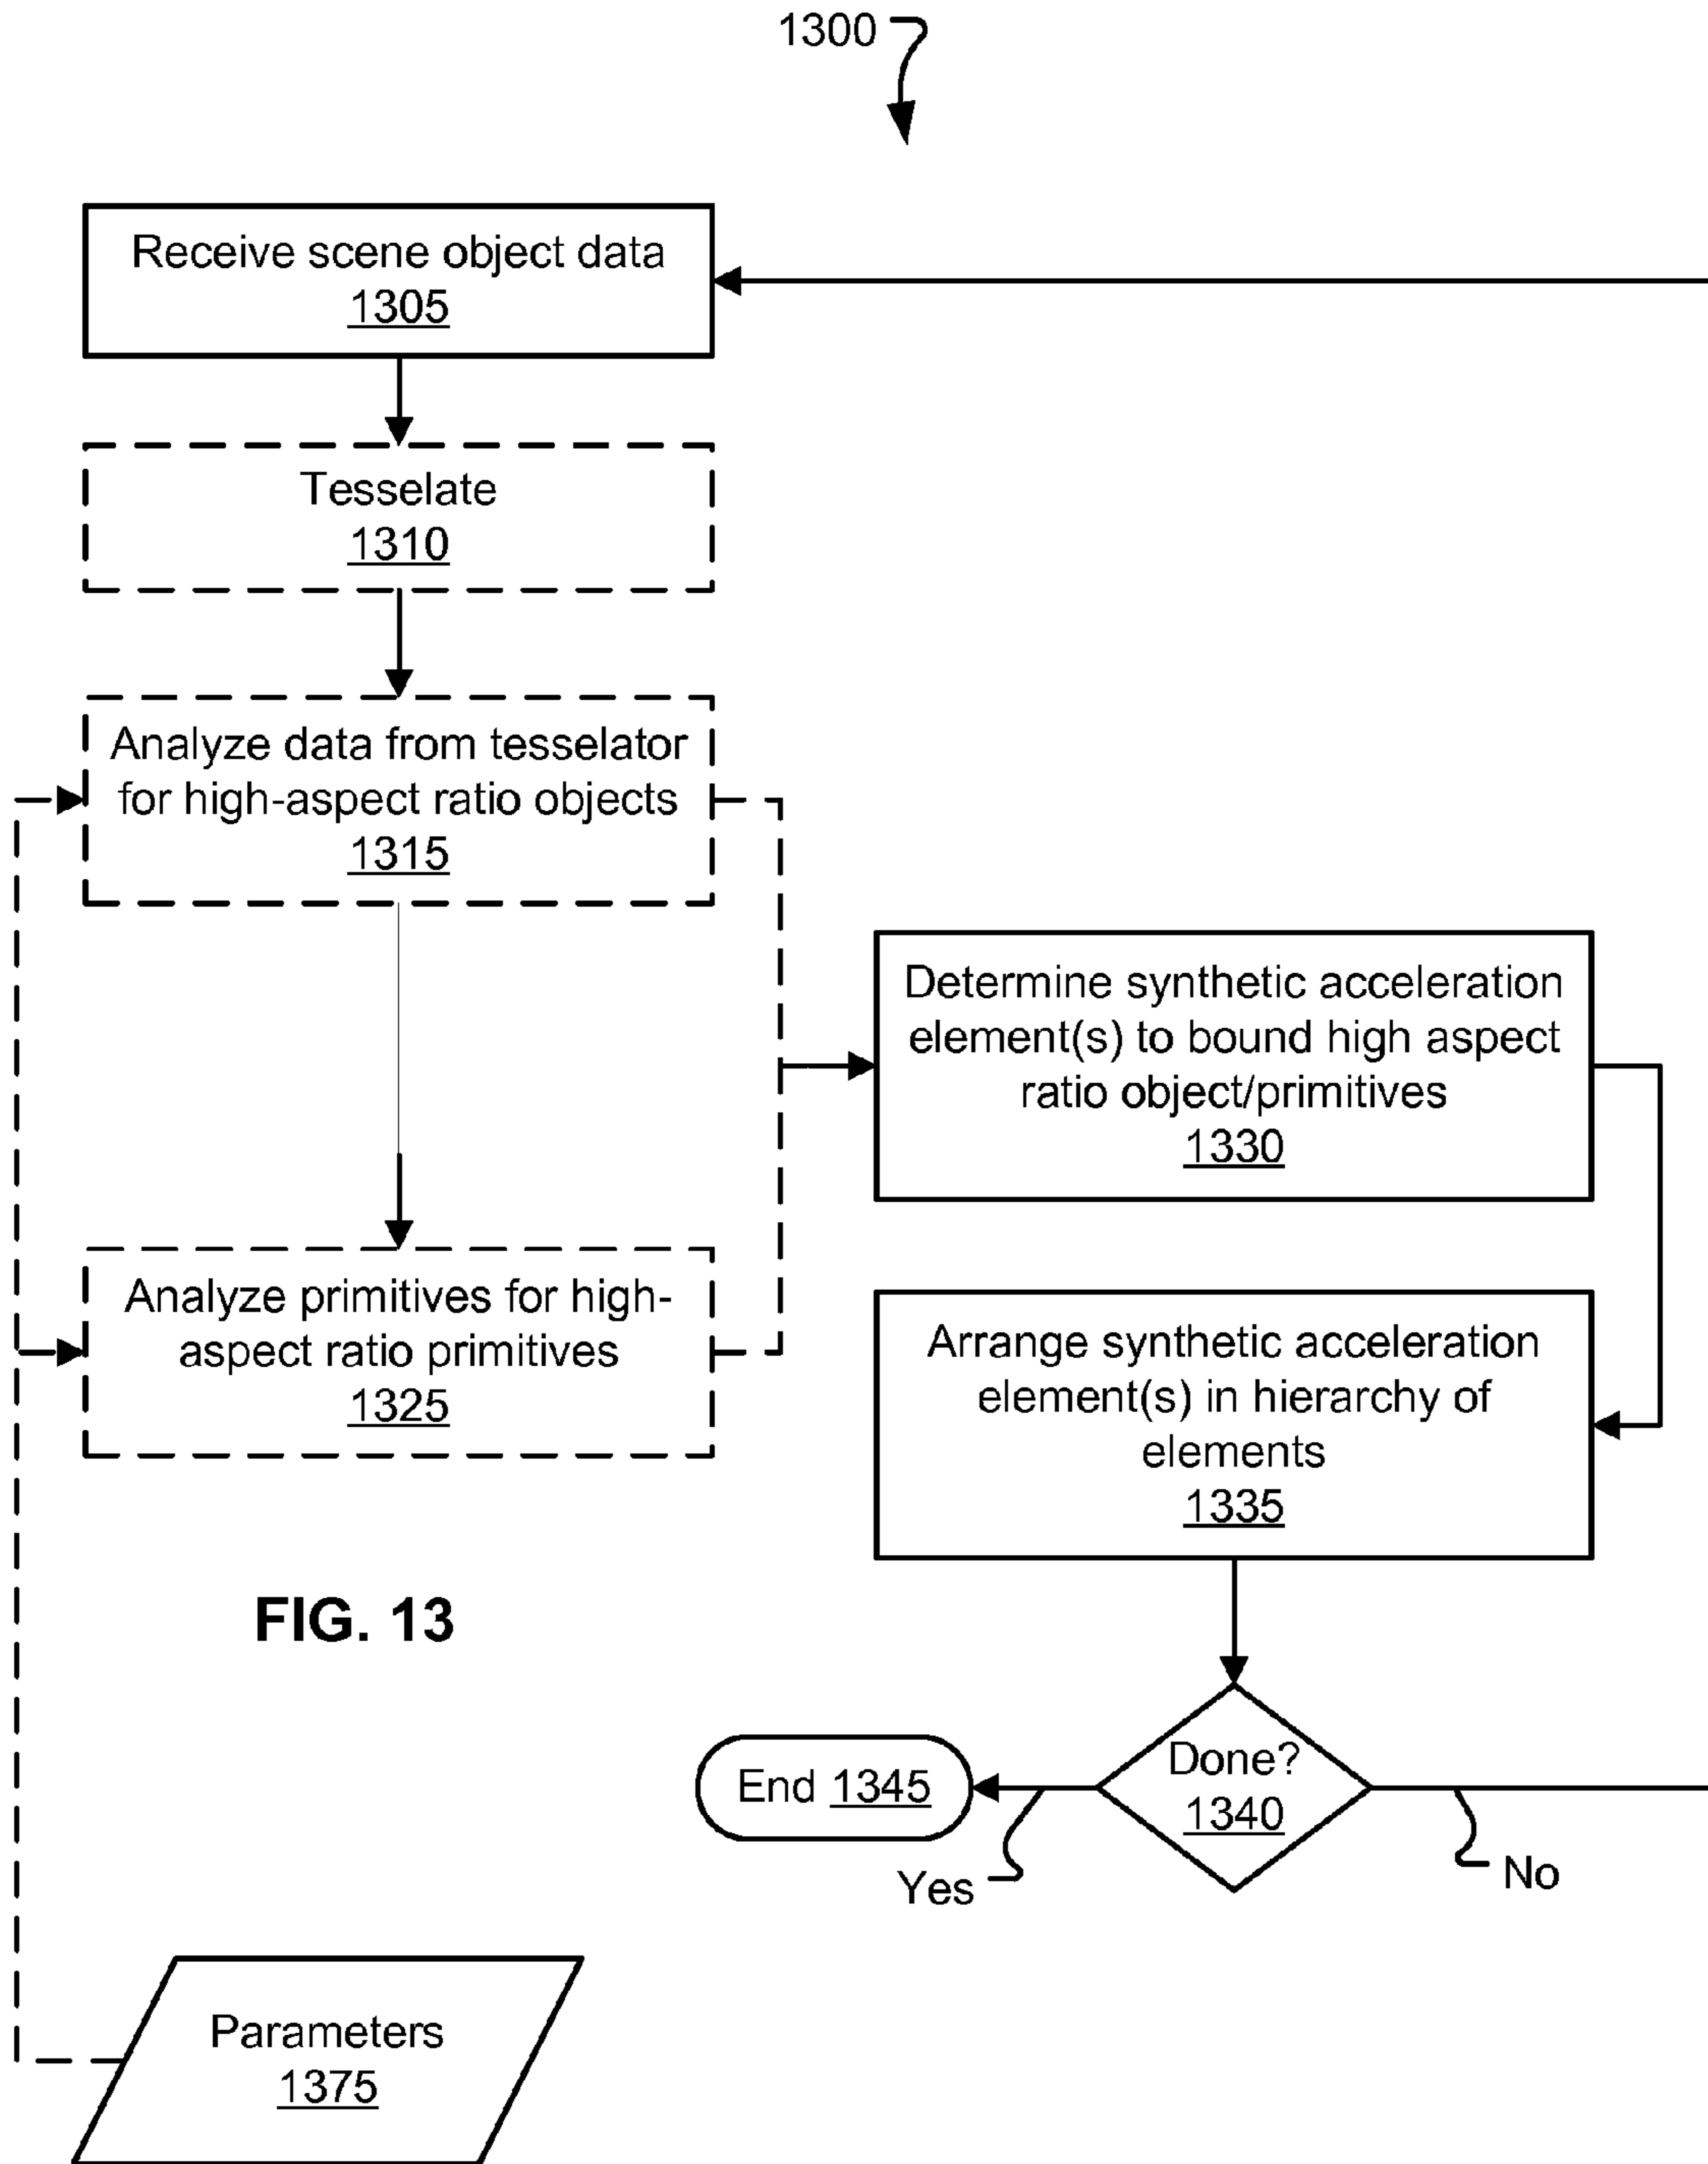 1300
Receive scene object data
1305
Tesselate
1310
Analyze data from tesselator
for high-aspect ratio objects
1315
Analyze primitives for high-
aspect ratio primitives
1325
Determine synthetic acceleration
element(s) to bound high aspect
ratio object/primitives
1330
Arrange synthetic acceleration
element(s) in hierarchy of
elements
1335
FIG. 13
Done?
1340
End 1345
Yes
No
Parameters
1375